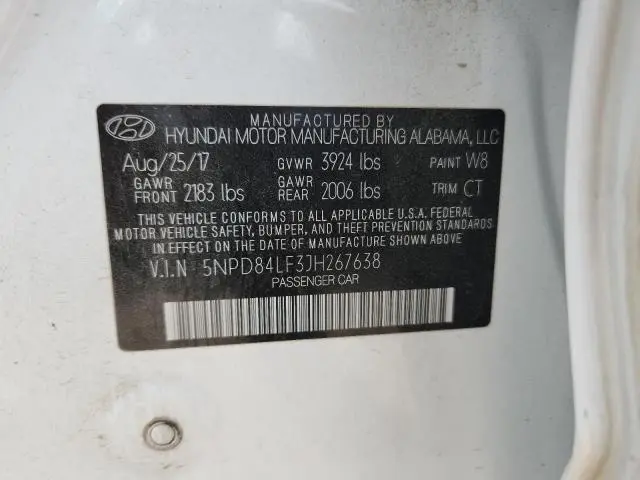 MANUFACTURED BY
HYUNDAI MOTOR MANUFACTURING ALABAMA, LLC
Aug/25/17 GVWR 3924 lbs PAINT W8
GAWR FRONT 2183 lbs GAWR REAR 2006 lbs TRIM CT
THIS VEHICLE CONFORMS TO ALL APPLICABLE U.S.A. FEDERAL
MOTOR VEHICLE SAFETY, BUMPER, AND THEFT PREVENTION STANDARDS
IN EFFECT ON THE DATE OF MANUFACTURE SHOWN ABOVE.
V.I.N 5NPD84LF3JH267638
PASSENGER CAR